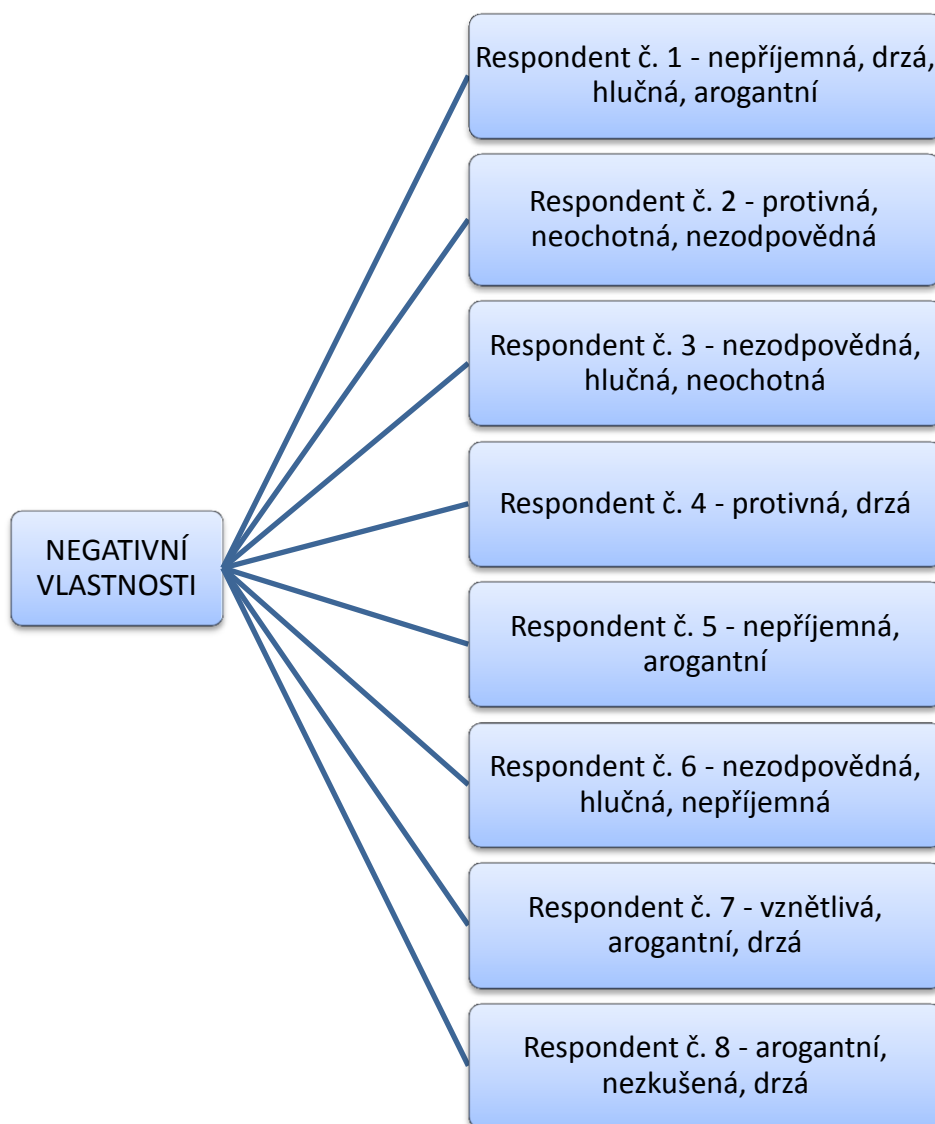 Respondent č. 1 - nepříjemná, drzá,
hlučná, arogantní
Respondent č. 2 - protivná,
neochotná, nezodpovědná
Respondent č. 3 - nezodpovědná,
hlučná, neochotná
Respondent č. 4 - protivná, drzá
NEGATIVNÍ
VLASTNOSTI
Respondent č. 5 - nepříjemná,
arogantní
Respondent č. 6 - nezodpovědná,
hlučná, nepříjemná
Respondent č. 7 - vznětlivá,
arogantní, drzá
Respondent č. 8 - arogantní,
nezkušená, drzá